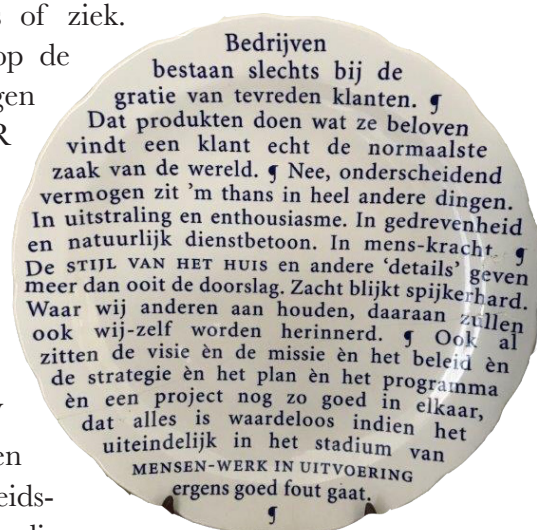 s of ziek.
op de
gen
R
en
eids-
Bedrijven
bestaan slechts bij de
gratie van tevreden klanten. ¶
Dat produkten doen wat ze beloven
vindt een klant echt de normaalste
zaak van de wereld. ¶ Nee, onderscheidend
vermogen zit ’m thans in heel andere dingen.
In uitstraling en enthousiasme. In gedrevenheid
en natuurlijk dienstbetoon. In mens-kracht. ¶
De STIJL VAN HET HUIS en andere ‘details’ geven
meer dan ooit de doorslag. Zacht blijkt spijkerhard.
Waar wij anderen aan houden, daaraan zullen
ook wij-zelf worden herinnerd. ¶ Ook al
zitten de visie èn de missie èn het beleid èn
de strategie èn het plan èn het programma
èn een project nog zo goed in elkaar,
dat alles is waardeloos indien het
uiteindelijk in het stadium van
MENSEN-WERK IN UITVOERING
ergens goed fout gaat.
¶